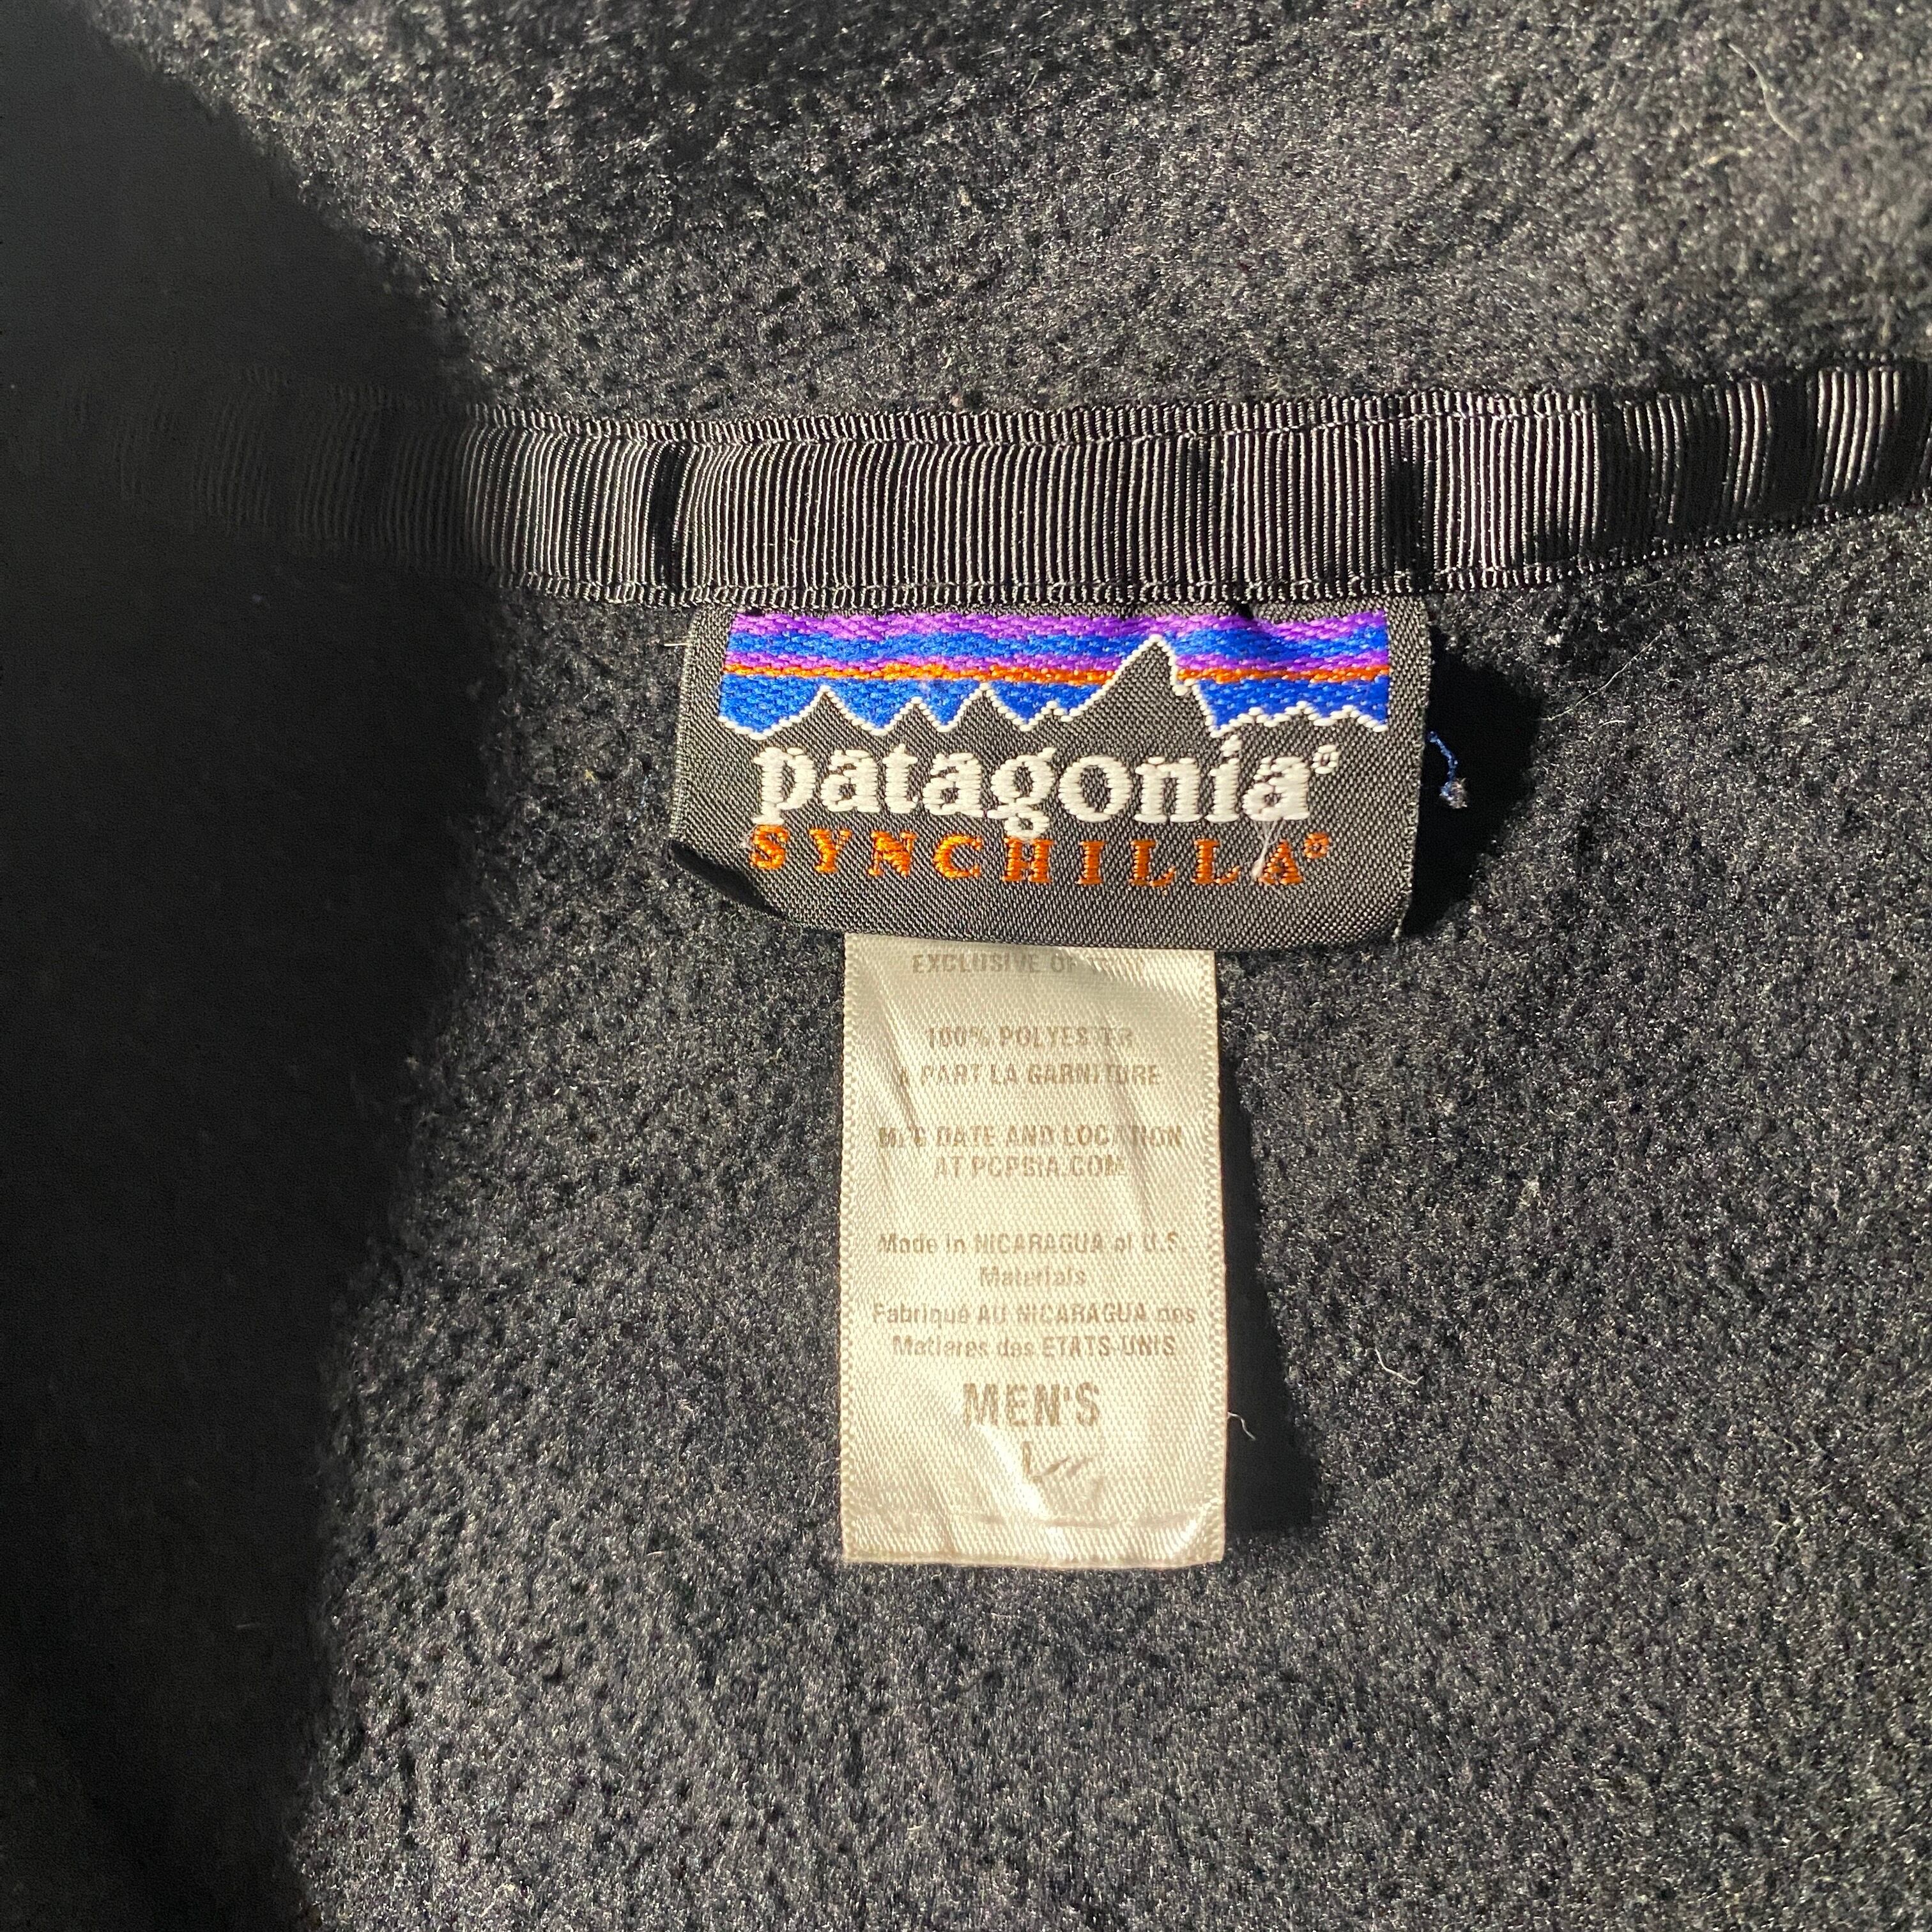 patagonia®
SYNCHILLA®
EXCLUSIVE OF
100% POLYESTER
À PART LA GARNITURE
MFG DATE AND LOCATION
AT PCPSIA.COM
Made in NICARAGUA of U.S.
Materials
Fabriqué AU NICARAGUA des
Matieres des ETATS-UNIS
MEN'S
L